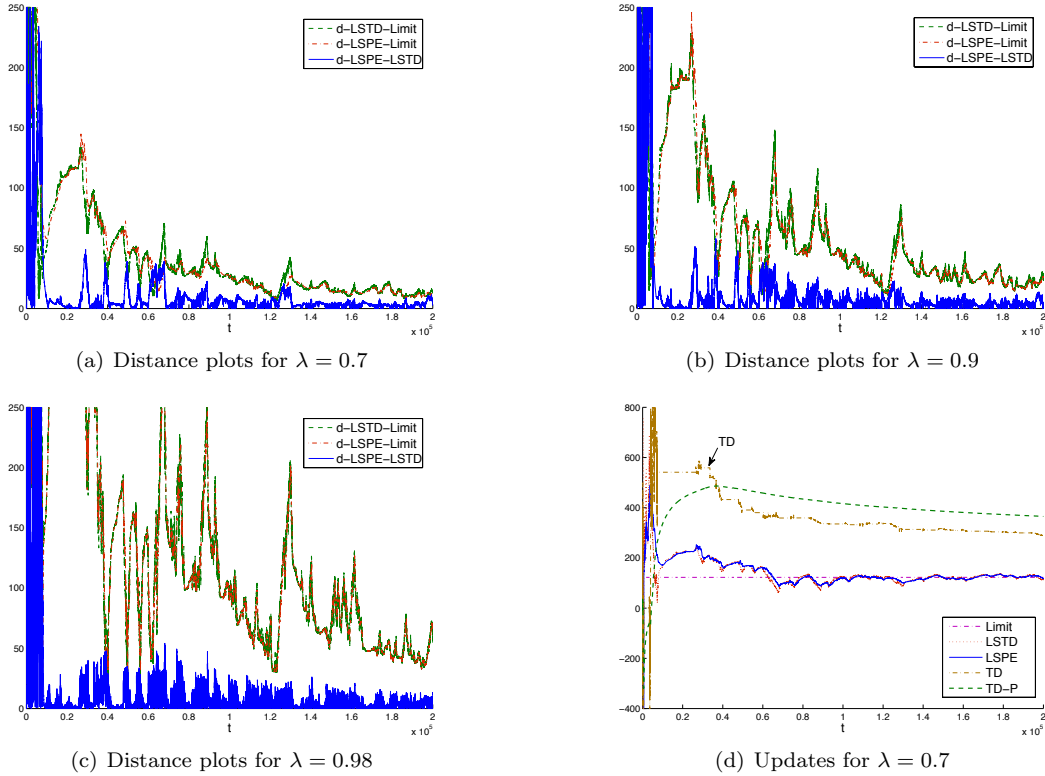 250
200
150
100
50
0
d-LSTD-Limit
d-LSPE-Limit
d-LSPE-LSTD
0 0.2 0.4 0.6 0.8 1 1.2 1.4 1.6 1.8 2
t
x 10^5
(a) Distance plots for λ = 0.7
250
200
150
100
50
0
d-LSTD-Limit
d-LSPE-Limit
d-LSPE-LSTD
0 0.2 0.4 0.6 0.8 1 1.2 1.4 1.6 1.8 2
t
x 10^5
(b) Distance plots for λ = 0.9
250
200
150
100
50
0
d-LSTD-Limit
d-LSPE-Limit
d-LSPE-LSTD
0 0.2 0.4 0.6 0.8 1 1.2 1.4 1.6 1.8 2
t
x 10^5
(c) Distance plots for λ = 0.98
800
600
400
200
0
−200
−400
TD
Limit
LSTD
LSPE
TD
TD-P
0 0.2 0.4 0.6 0.8 1 1.2 1.4 1.6 1.8 2
t
x 10^5
(d) Updates for λ = 0.7